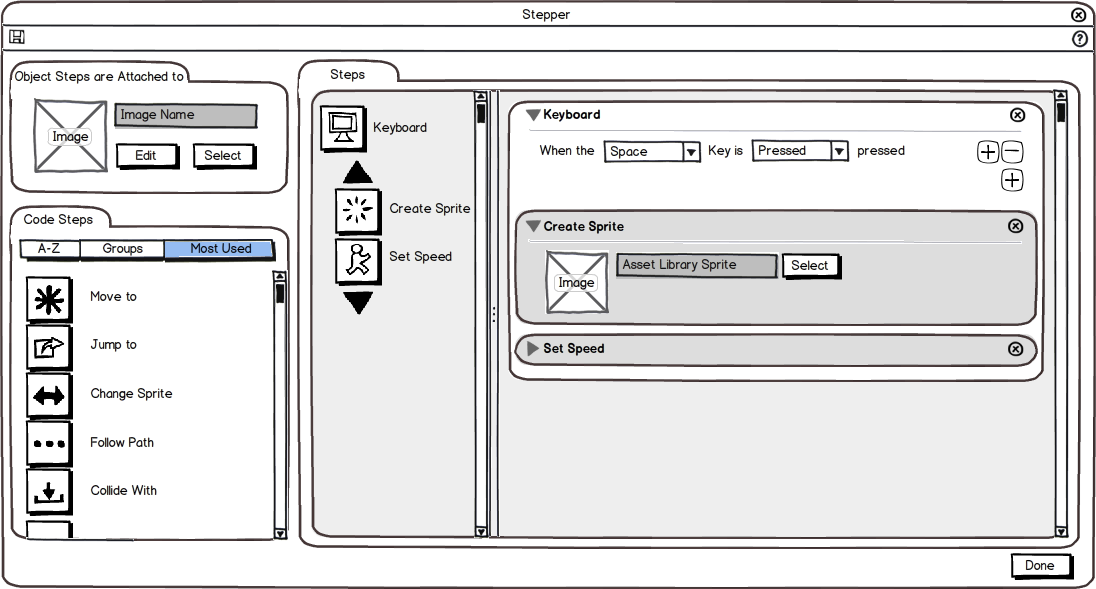 Stepper
Object Steps are Attached to
Image
Image Name
Edit
Select
Code Steps
A-Z
Groups
Most Used
Move to
Jump to
Change Sprite
Follow Path
Collide With
Steps
Keyboard
Create Sprite
Set Speed
Keyboard
When the Space Key is Pressed pressed
Create Sprite
Image
Asset Library Sprite
Select
Set Speed
Done